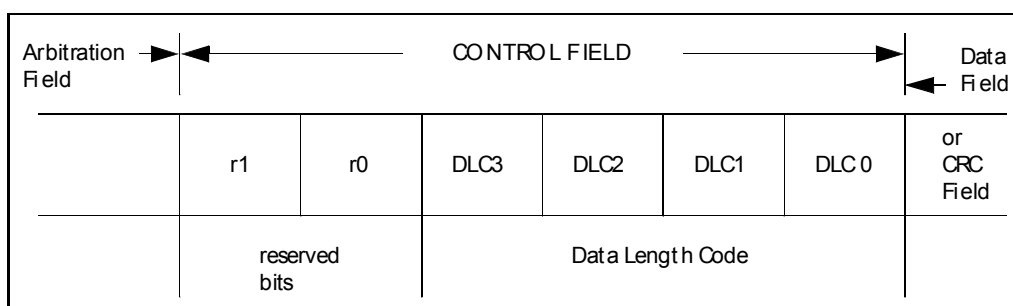 Arbitration
Field
CONTROL FIELD
Data
Field
r1
r0
DLC3
DLC2
DLC1
DLC 0
or
CRC
Field
reserved
bits
Data Length Code